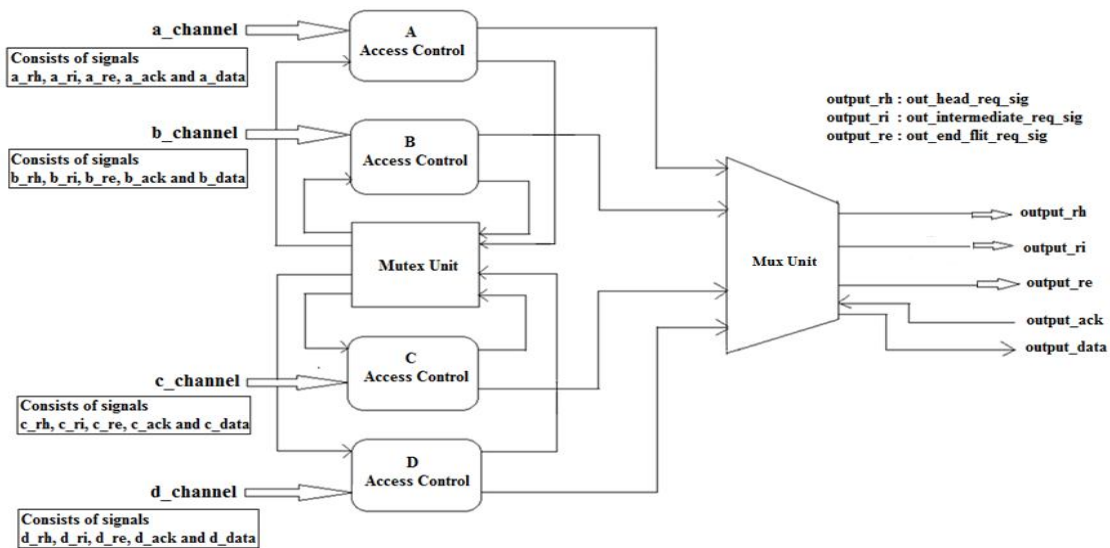 a_channel
Consists of signals
a_rh, a_ri, a_re, a_ack and a_data
A
Access Control
b_channel
Consists of signals
b_rh, b_ri, b_re, b_ack and b_data
B
Access Control
Mutex Unit
C
Access Control
c_channel
Consists of signals
c_rh, c_ri, c_re, c_ack and c_data
D
Access Control
d_channel
Consists of signals
d_rh, d_ri, d_re, d_ack and d_data
Mux Unit
output_rh : out_head_req_sig
output_ri : out_intermediate_req_sig
output_re : out_end_flit_req_sig
output_rh
output_ri
output_re
output_ack
output_data